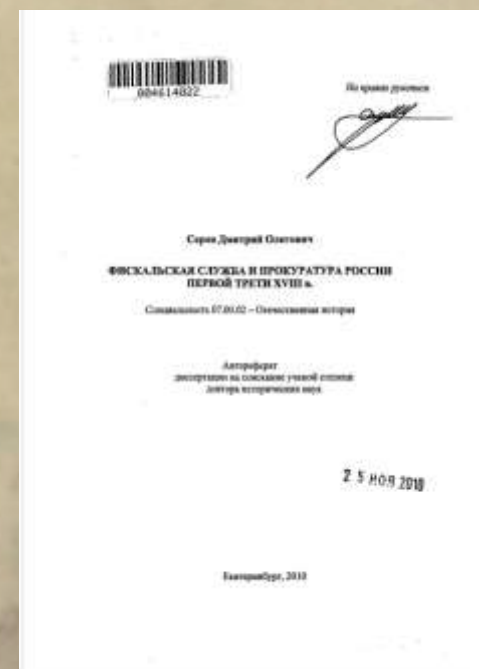 004614822
На правах рукописи
Серов Дмитрий Олегович
ФИСКАЛЬСКАЯ СЛУЖБА И ПРОКУРАТУРА РОССИИ
ПЕРВОЙ ТРЕТИ XVIII в.
Специальность 07.00.02 – Отечественная история
Автореферат
диссертации на соискание ученой степени
доктора исторических наук
2 5 НОЯ 2010
Екатеринбург, 2010